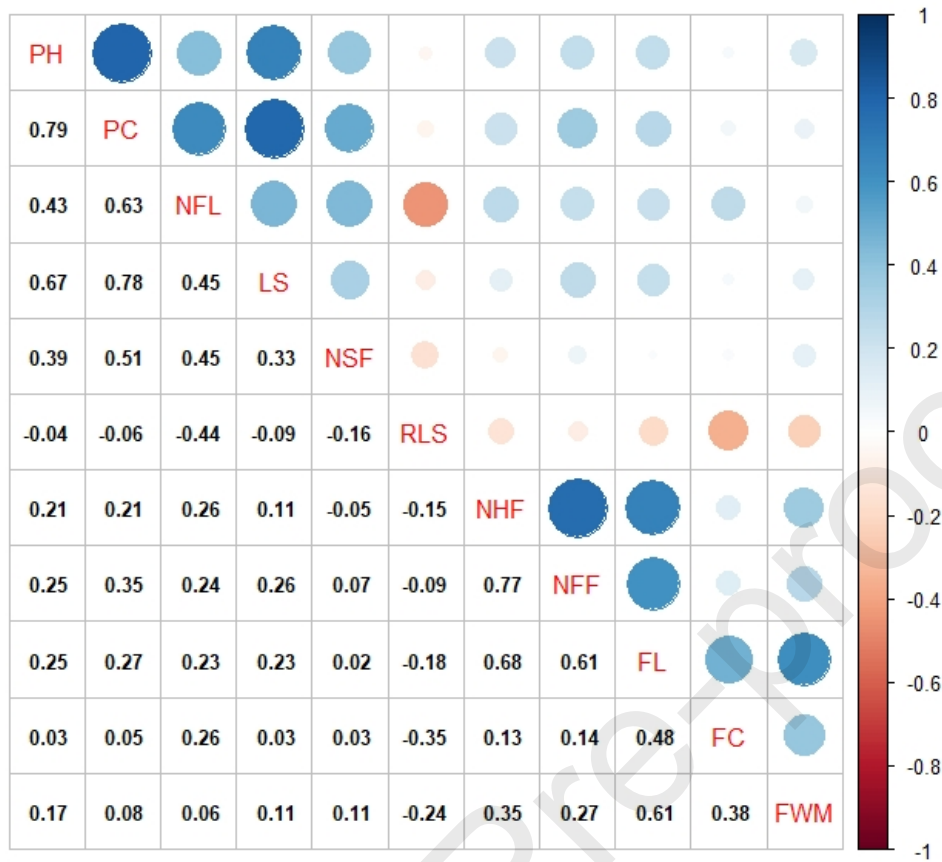 PH
0.79 PC
0.43 0.63 NFL
0.67 0.78 0.45 LS
0.39 0.51 0.45 0.33 NSF
-0.04 -0.06 -0.44 -0.09 -0.16 RLS
0.21 0.21 0.26 0.11 -0.05 -0.15 NHF
0.25 0.35 0.24 0.26 0.07 -0.09 0.77 NFF
0.25 0.27 0.23 0.23 0.02 -0.18 0.68 0.61 FL
0.03 0.05 0.26 0.03 0.03 -0.35 0.13 0.14 0.48 FC
0.17 0.08 0.06 0.11 0.11 -0.24 0.35 0.27 0.61 0.38 FWM
1
0.8
0.6
0.4
0.2
0
-0.2
-0.4
-0.6
-0.8
-1
Pre-proo